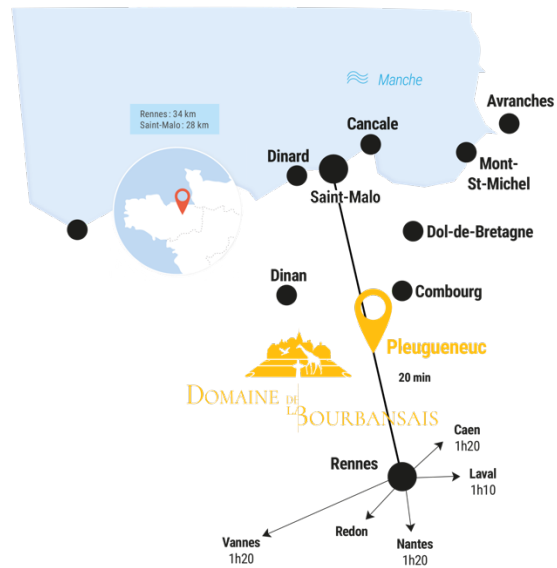 Manche
Avranches
Rennes : 34 km
Saint-Malo : 28 km
Cancale
Dinard
Mont-
St-Michel
Saint-Malo
Dol-de-Bretagne
Dinan
Combourg
Pleugueneuc
20 min
DOMAINE DE
LA BOURBANSAIS
Caen
1h20
Rennes
Laval
1h10
Redon
Vannes
1h20
Nantes
1h20